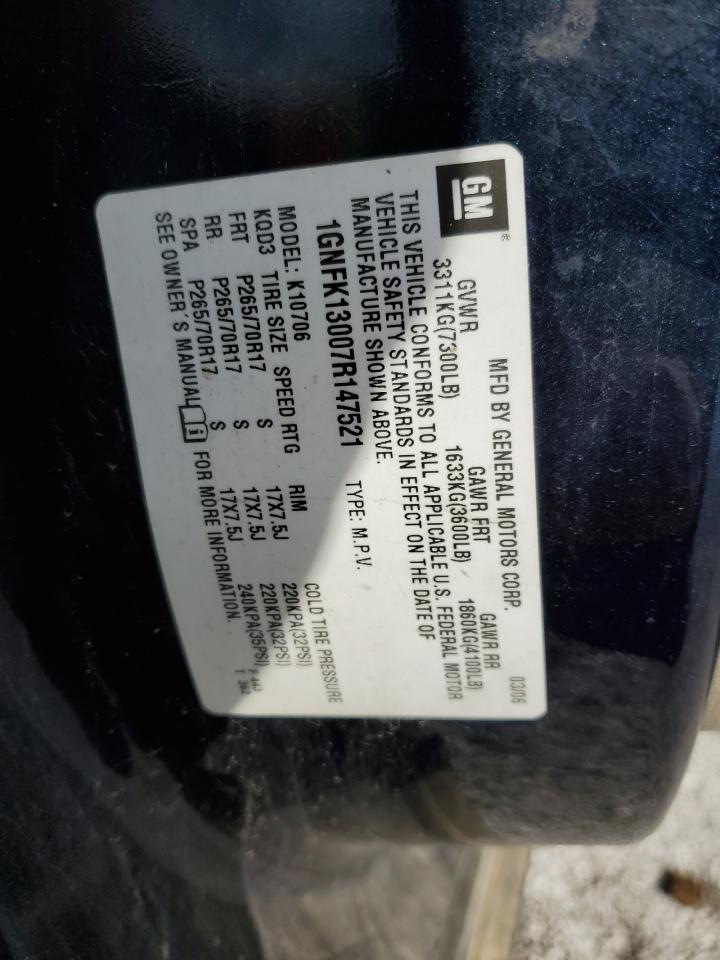 GM®
MFD BY GENERAL MOTORS CORP. 03/06
GVWR GAWR FRT GAWR RR
3311KG(7300LB) 1633KG(3600LB) 1860KG(4100LB)
THIS VEHICLE CONFORMS TO ALL APPLICABLE U.S. FEDERAL MOTOR
VEHICLE SAFETY STANDARDS IN EFFECT ON THE DATE OF
MANUFACTURE SHOWN ABOVE.
1GNFK13007R147521 TYPE: M.P.V.
MODEL: K10706 COLD TIRE PRESSURE
KQD3 TIRE SIZE SPEED RTG RIM
FRT P265/70R17 S 17X7.5J 220KPA(32PSI)
RR P265/70R17 S 17X7.5J 220KPA(32PSI)
SPA P265/70R17 S 17X7.5J 240KPA(35PSI)
SEE OWNER'S MANUAL FOR MORE INFORMATION.
F
T 362